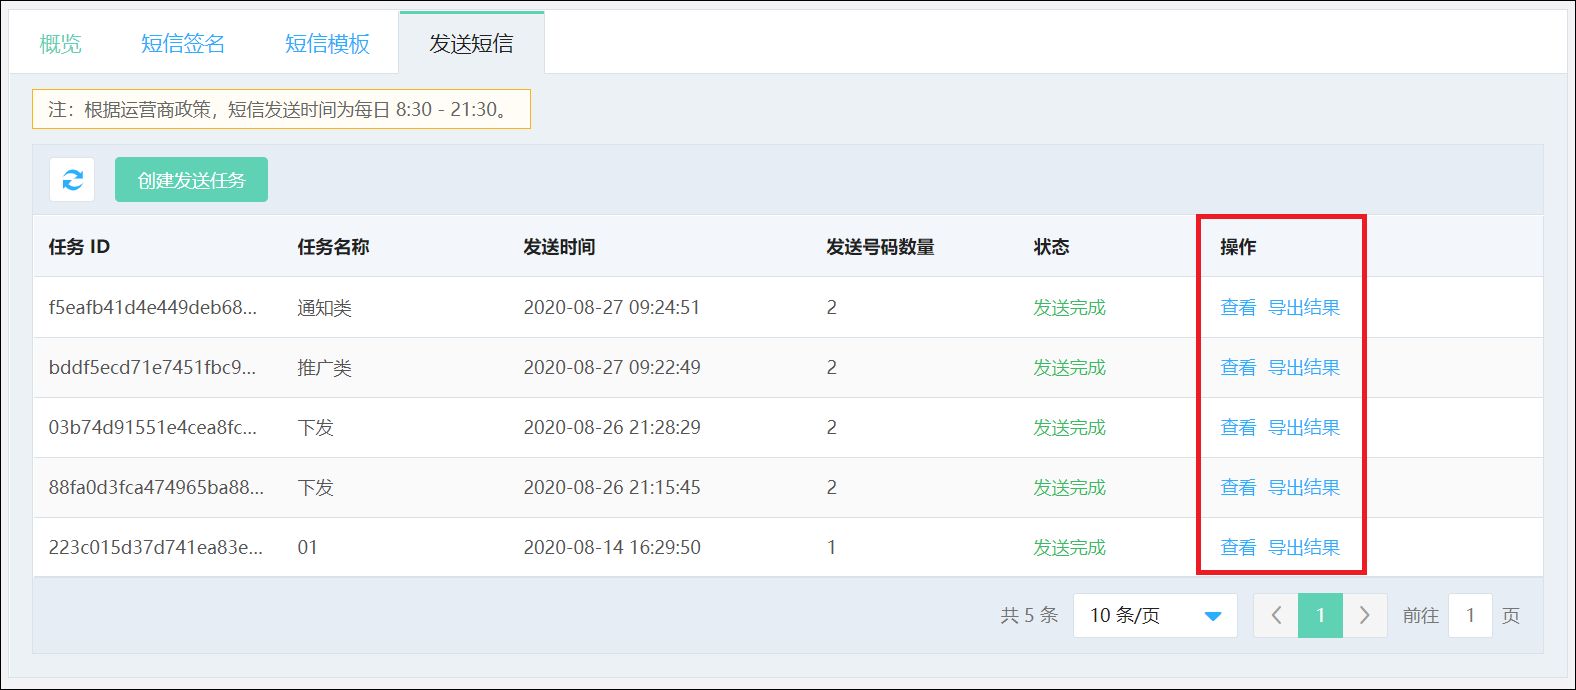 概览 短信签名 短信模板 发送短信
注：根据运营商政策，短信发送时间为每日 8:30 - 21:30。
创建发送任务
任务 ID 任务名称 发送时间 发送号码数量 状态 操作
f5eafb41d4e449deb68... 通知类 2020-08-27 09:24:51 2 发送完成 查看 导出结果
bddf5ecd71e7451fbc9... 推广类 2020-08-27 09:22:49 2 发送完成 查看 导出结果
03b74d91551e4cea8fc... 下发 2020-08-26 21:28:29 2 发送完成 查看 导出结果
88fa0d3fca474965ba88... 下发 2020-08-26 21:15:45 2 发送完成 查看 导出结果
223c015d37d741ea83e... 01 2020-08-14 16:29:50 1 发送完成 查看 导出结果
共 5 条 10 条/页 1 前往 1 页